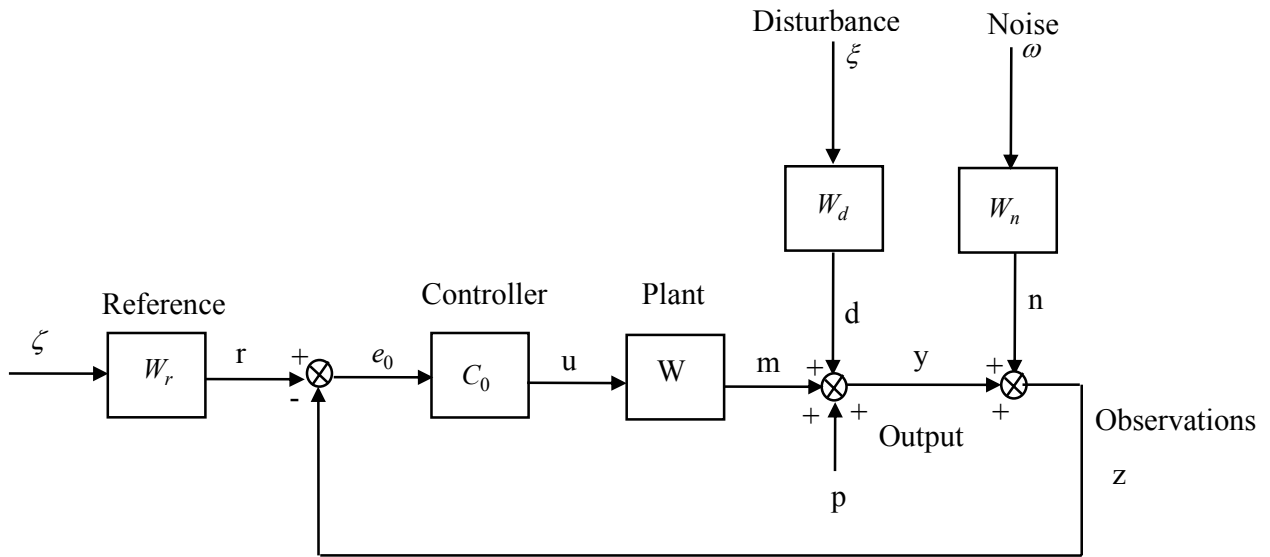 Disturbance
Noise
ξ
ω
W_d
W_n
Reference
Controller
Plant
d
n
ζ
W_r
r
+
-
e_0
C_0
u
W
m
+
+
+
y
+
+
Output
Observations
z
p